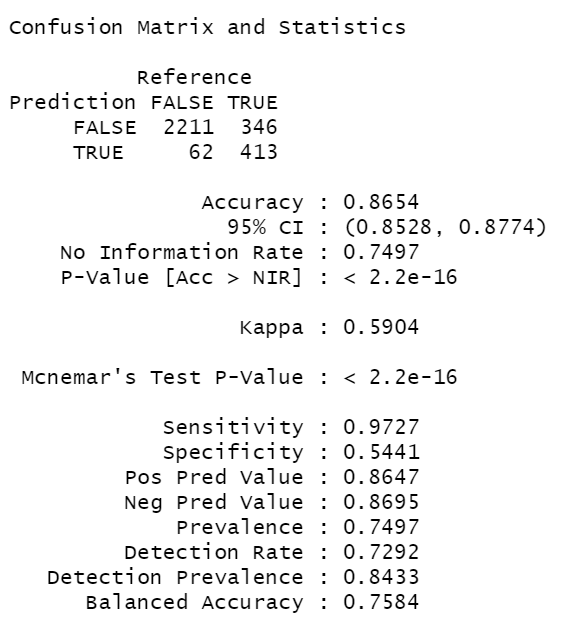 Confusion Matrix and Statistics

          Reference
Prediction FALSE TRUE
     FALSE  2211  346
     TRUE     62  413

               Accuracy : 0.8654
                 95% CI : (0.8528, 0.8774)
    No Information Rate : 0.7497
    P-Value [Acc > NIR] : < 2.2e-16

                  Kappa : 0.5904

 Mcnemar's Test P-Value : < 2.2e-16

            Sensitivity : 0.9727
            Specificity : 0.5441
         Pos Pred Value : 0.8647
         Neg Pred Value : 0.8695
             Prevalence : 0.7497
         Detection Rate : 0.7292
   Detection Prevalence : 0.8433
      Balanced Accuracy : 0.7584